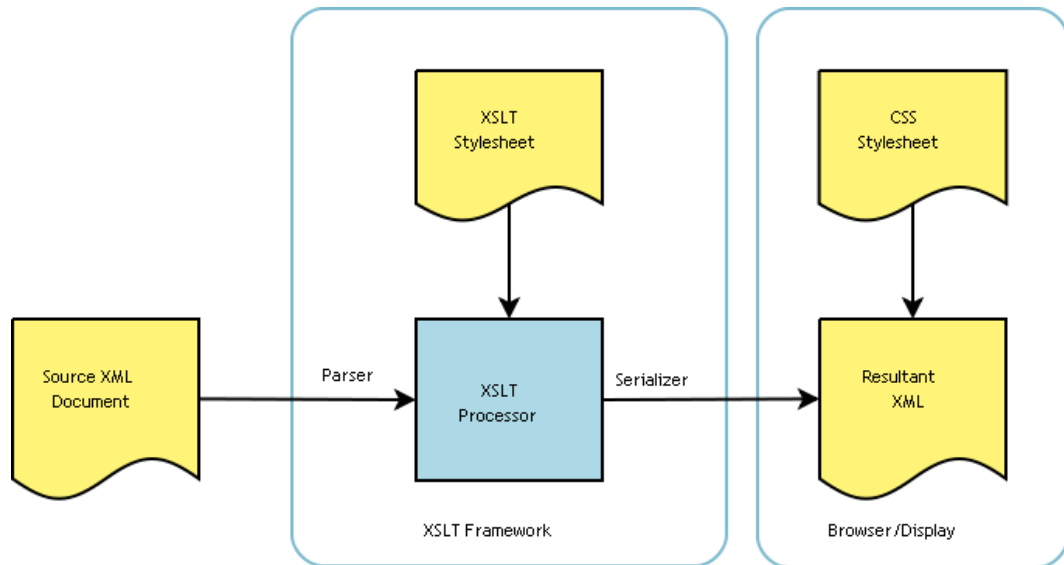 XSLT
Stylesheet
CSS
Stylesheet
Source XML
Document
Parser
XSLT
Processor
Serializer
Resultant
XML
XSLT Framework
Browser/Display